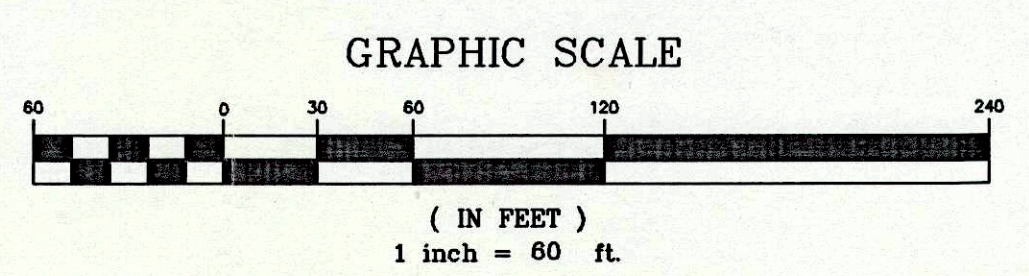 GRAPHIC SCALE
60 0 30 60 120 240
( IN FEET )
1 inch = 60 ft.